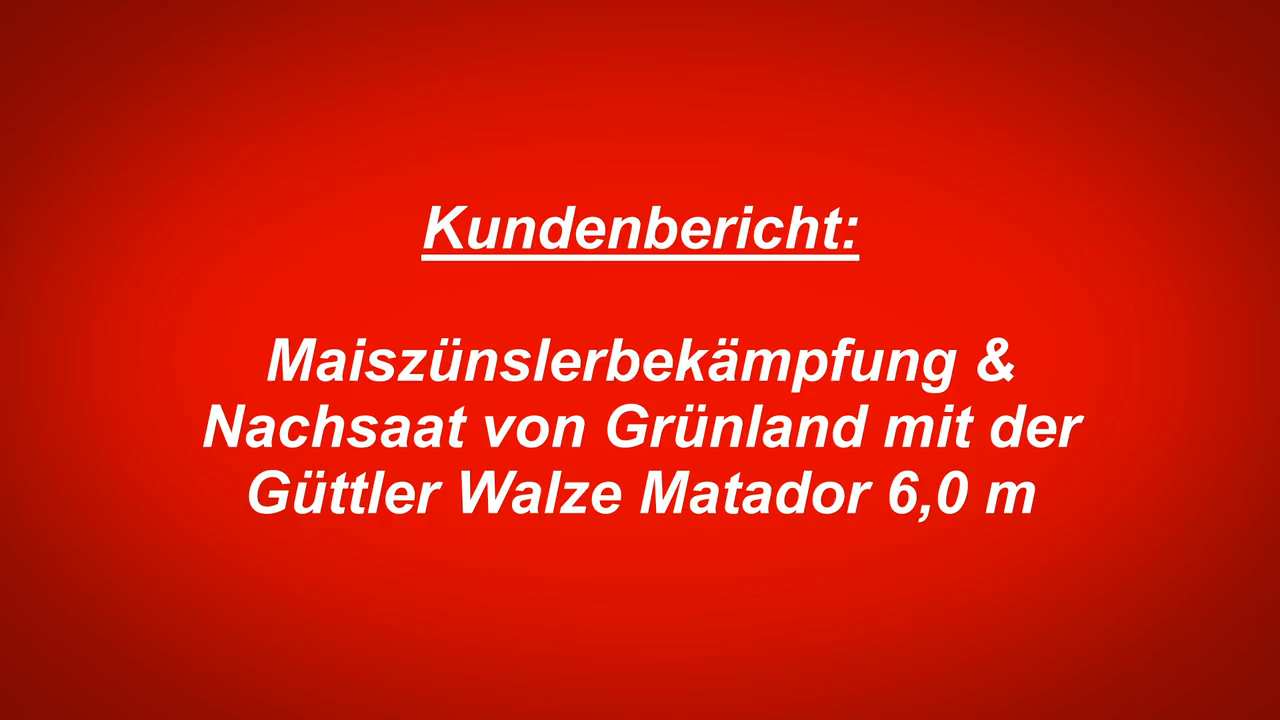 Kundenbericht:
Maiszünslerbekämpfung &
Nachsaat von Grünland mit der
Güttler Walze Matador 6,0 m